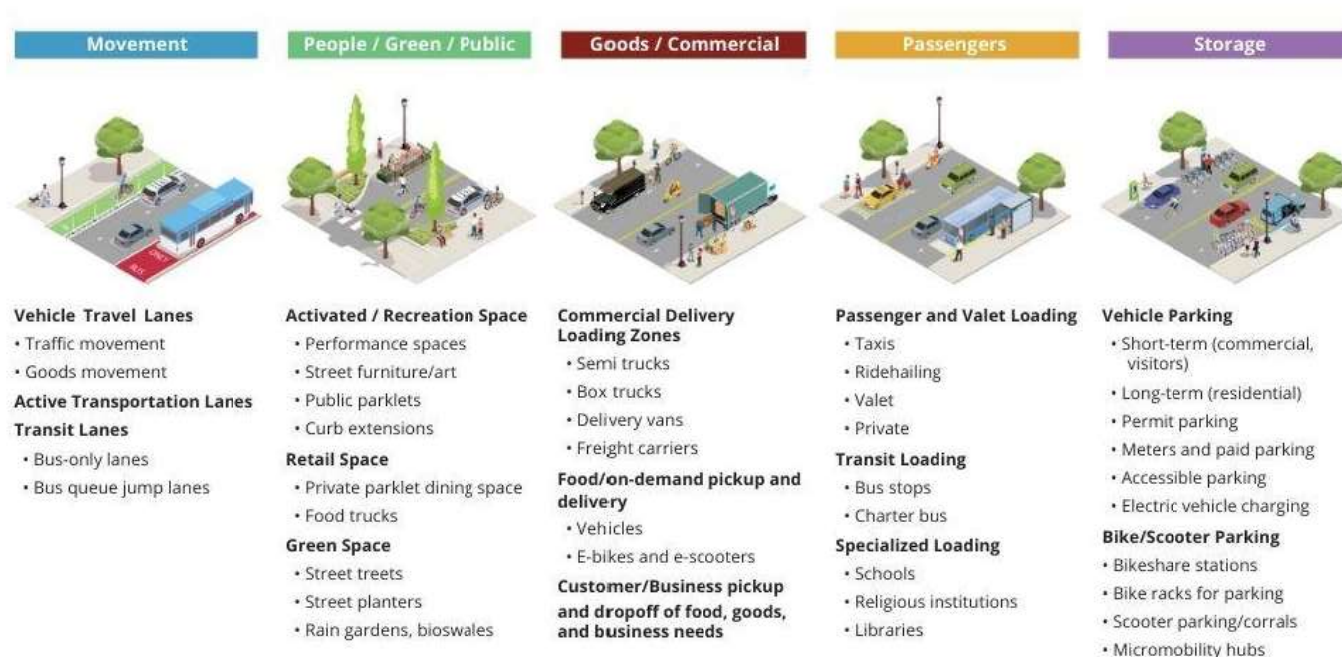 Movement
Vehicle Travel Lanes
• Traffic movement
• Goods movement
Active Transportation Lanes
Transit Lanes
• Bus-only lanes
• Bus queue jump lanes
ONLY
BUS
People / Green / Public
Activated / Recreation Space
• Performance spaces
• Street furniture/art
• Public parklets
• Curb extensions
Retail Space
• Private parklet dining space
• Food trucks
Green Space
• Street treets
• Street planters
• Rain gardens, bioswales
Goods / Commercial
Commercial Delivery
Loading Zones
• Semi trucks
• Box trucks
• Delivery vans
• Freight carriers
Food/on-demand pickup and
delivery
• Vehicles
• E-bikes and e-scooters
Customer/Business pickup
and dropoff of food, goods,
and business needs
Passengers
Passenger and Valet Loading
• Taxis
• Ridehailing
• Valet
• Private
Transit Loading
• Bus stops
• Charter bus
Specialized Loading
• Schools
• Religious institutions
• Libraries
Storage
Vehicle Parking
• Short-term (commercial,
visitors)
• Long-term (residential)
• Permit parking
• Meters and paid parking
• Accessible parking
• Electric vehicle charging
Bike/Scooter Parking
• Bikeshare stations
• Bike racks for parking
• Scooter parking/corrals
• Micromobility hubs